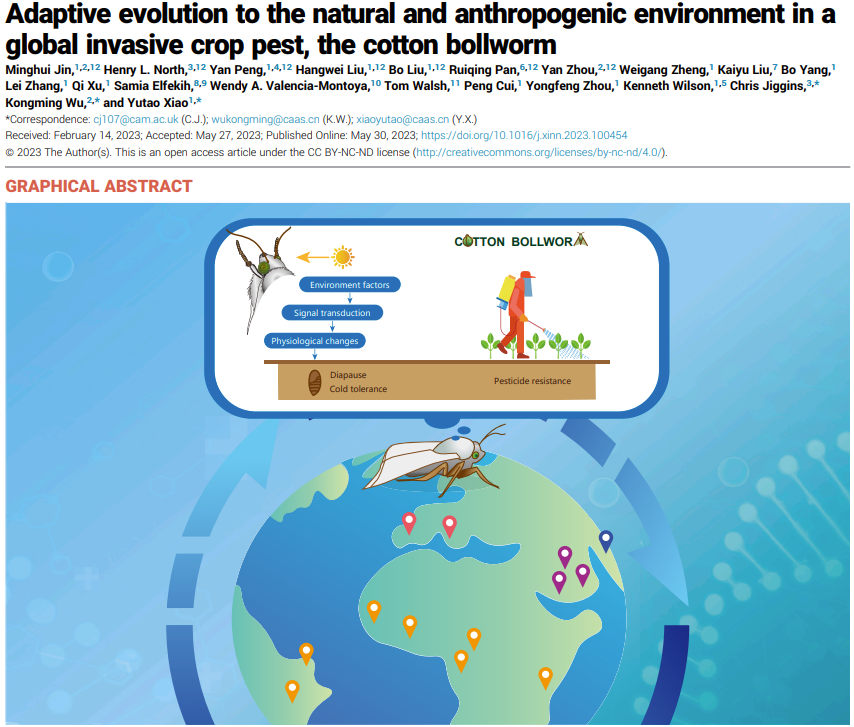 Adaptive evolution to the natural and anthropogenic environment in a
global invasive crop pest, the cotton bollworm
Minghui Jin,1,2,12 Henry L. North,3,12 Yan Peng,1,4,12 Hangwei Liu,1,12 Bo Liu,1,12 Ruiqing Pan,6,12 Yan Zhou,2,12 Weigang Zheng,1 Kaiyu Liu,7 Bo Yang,1
Lei Zhang,1 Qi Xu,1 Samia Elfekih,8,9 Wendy A. Valencia-Montoya,10 Tom Walsh,11 Peng Cui,1 Yongfeng Zhou,1 Kenneth Wilson,1,5 Chris Jiggins,3,*
Kongming Wu,2,* and Yutao Xiao1,*
*Correspondence: cj107@cam.ac.uk (C.J.); wukongming@caas.cn (K.W.); xiaoyutao@caas.cn (Y.X.)
Received: February 14, 2023; Accepted: May 27, 2023; Published Online: May 30, 2023; https://doi.org/10.1016/j.xinn.2023.100454
© 2023 The Author(s). This is an open access article under the CC BY-NC-ND license (http://creativecommons.org/licenses/by-nc-nd/4.0/).
GRAPHICAL ABSTRACT
COTTON BOLLWORM
Environment factors
Signal transduction
Physiological changes
Diapause
Cold tolerance
Pesticide resistance